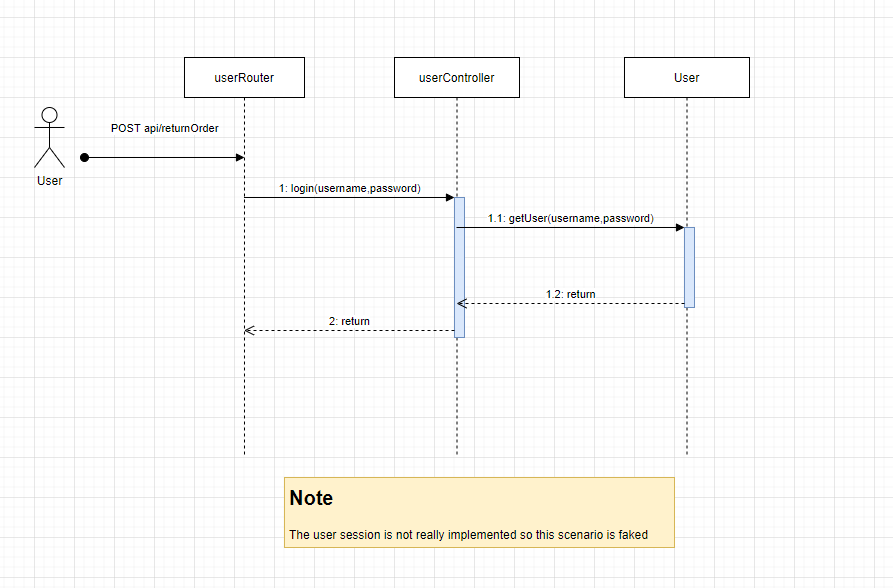 userRouter
userController
User
POST api/returnOrder
User
1: login(username,password)
1.1: getUser(username,password)
1.2: return
2: return
Note
The user session is not really implemented so this scenario is faked